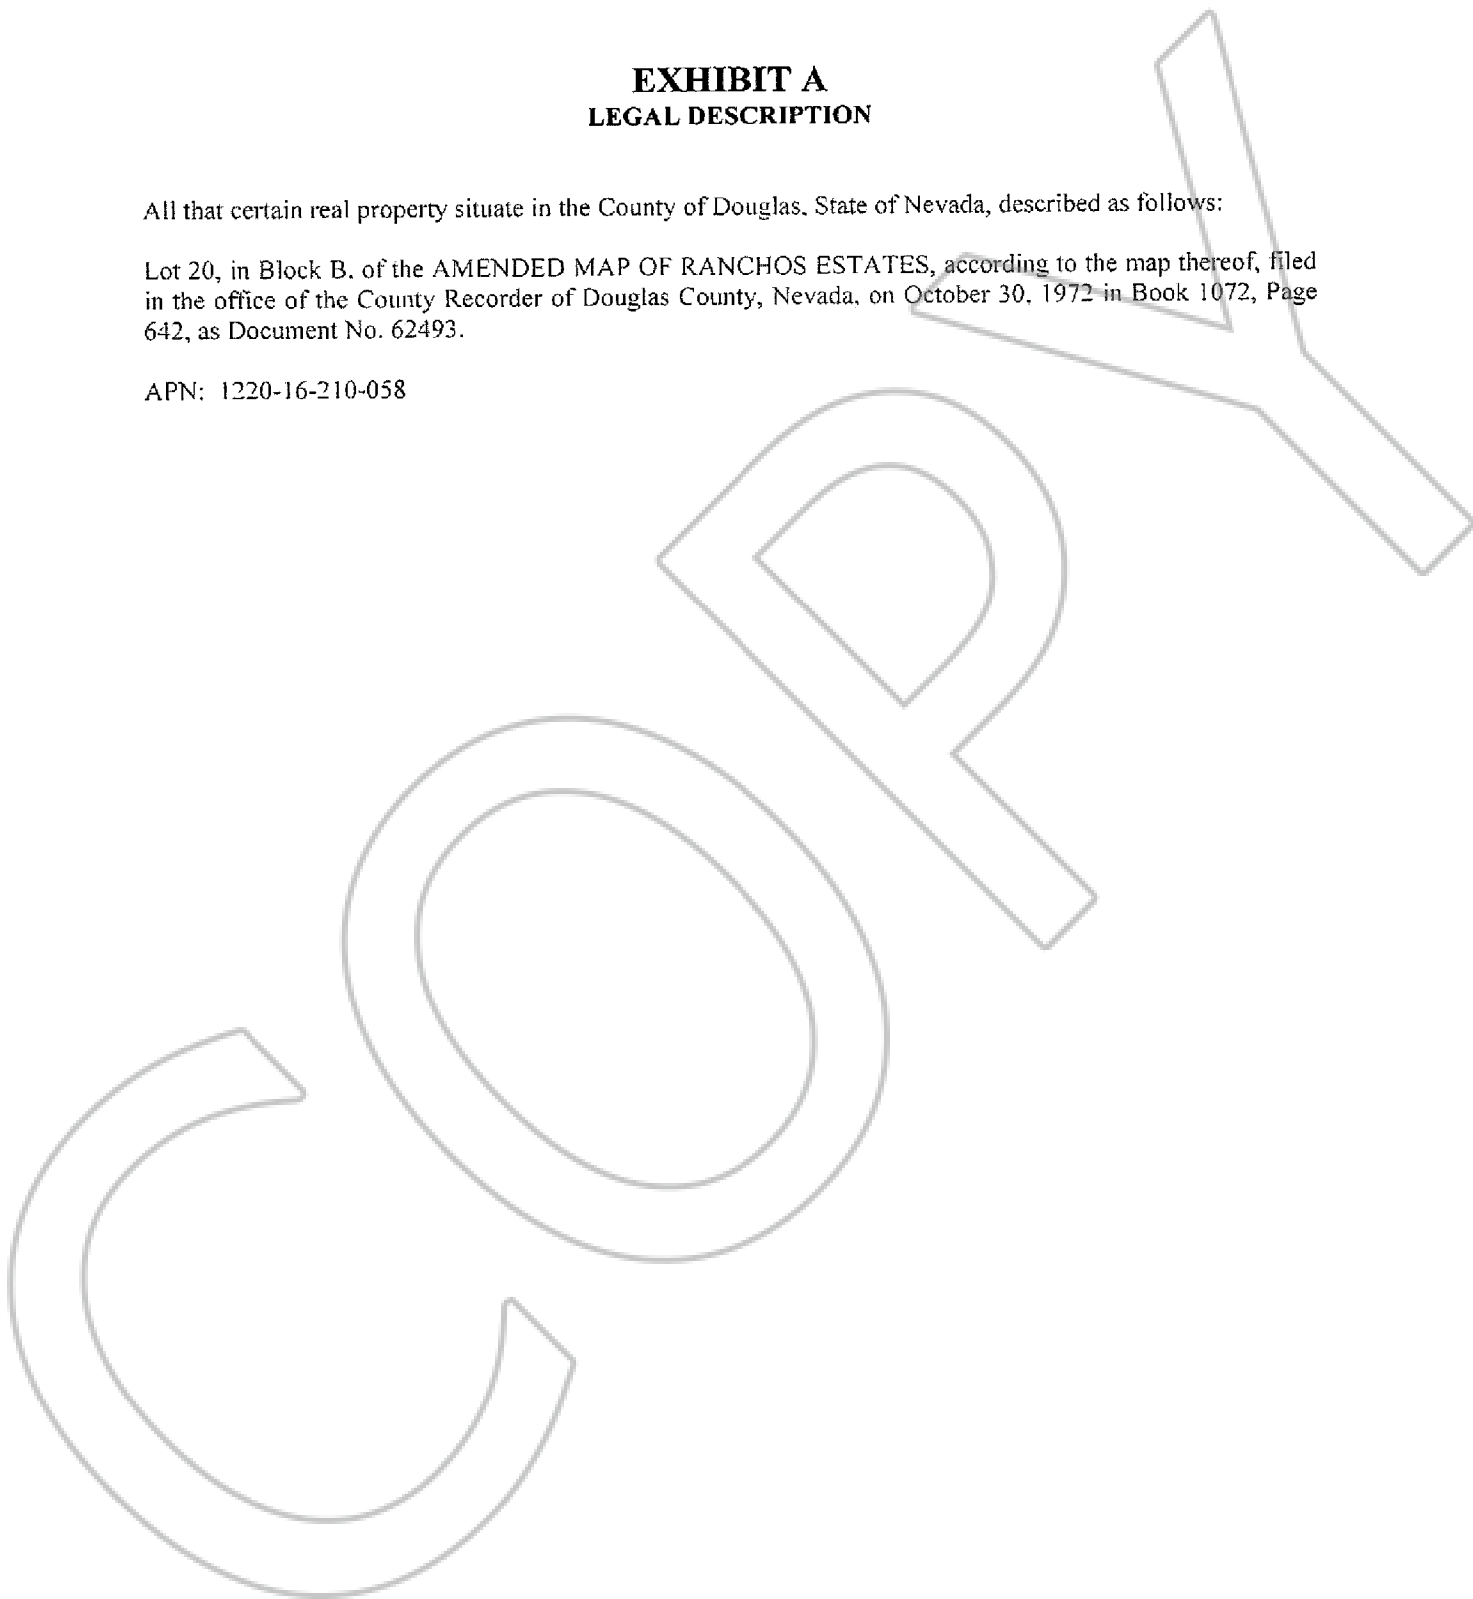 EXHIBIT A
LEGAL DESCRIPTION
All that certain real property situate in the County of Douglas, State of Nevada, described as follows:
Lot 20, in Block B, of the AMENDED MAP OF RANCHOS ESTATES, according to the map thereof, filed
in the office of the County Recorder of Douglas County, Nevada, on October 30, 1972 in Book 1072, Page
642, as Document No. 62493.
APN: 1220-16-210-058
COPY